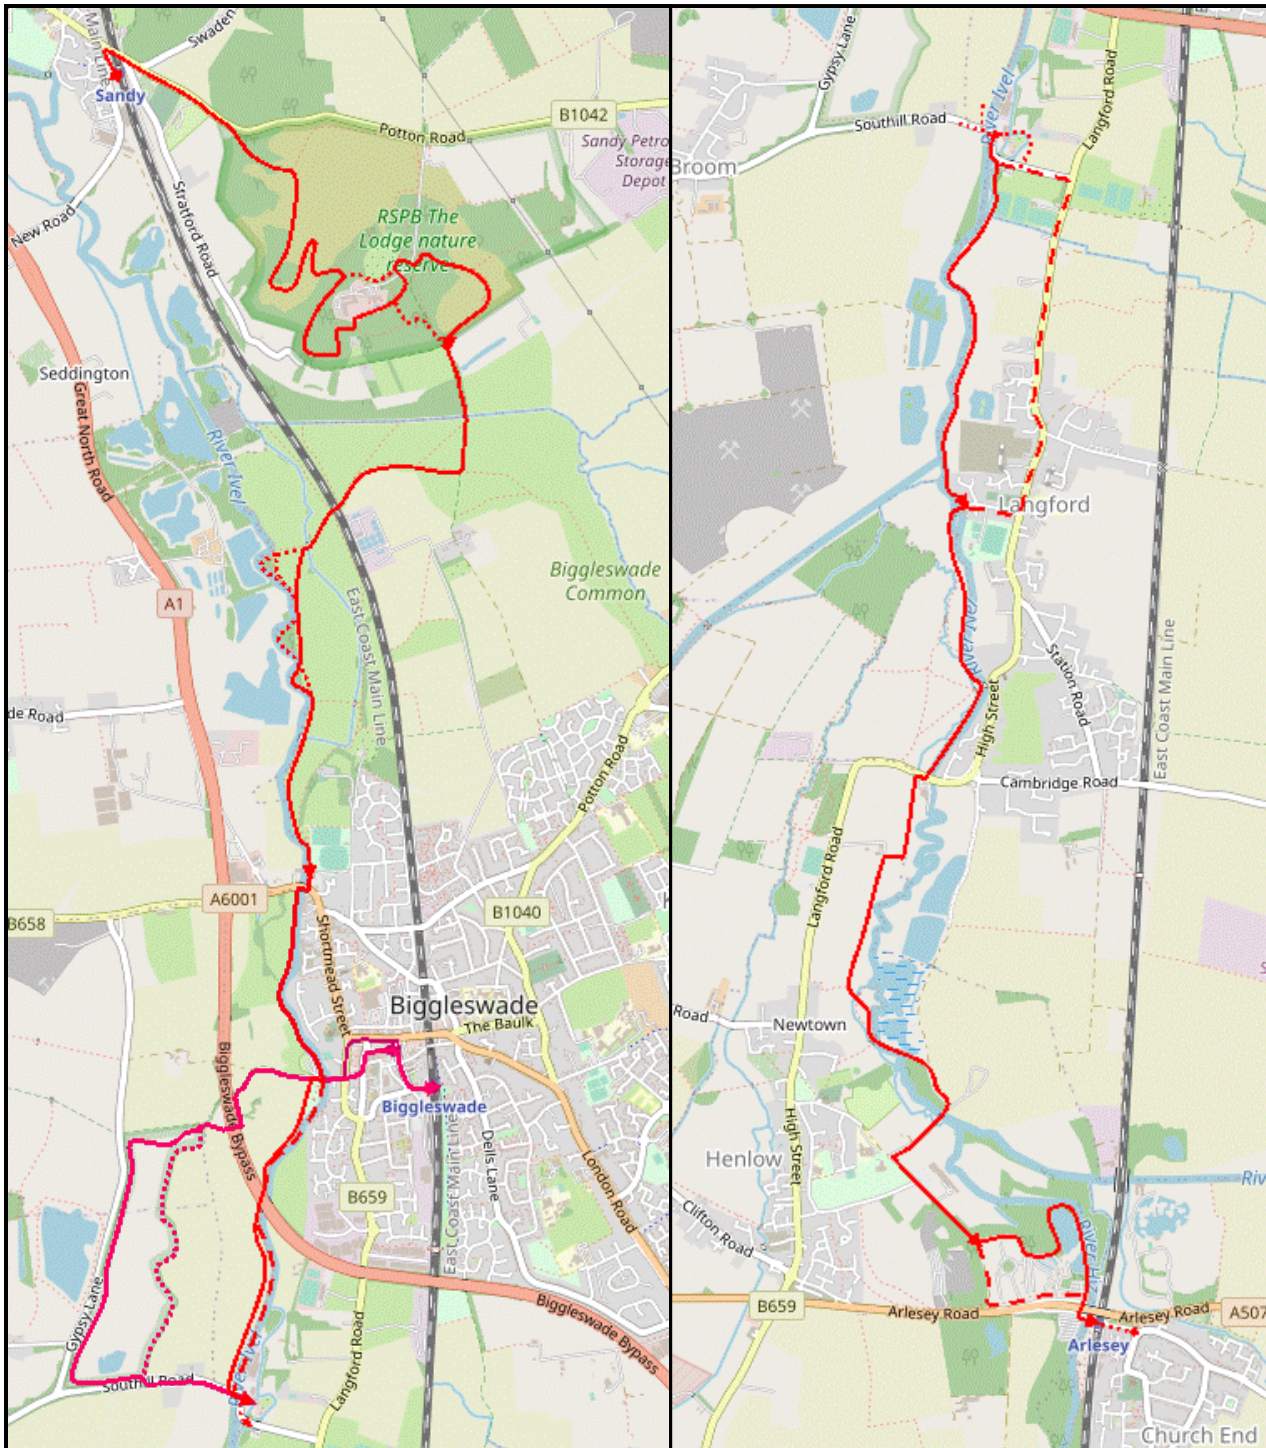 Main Line
Swaden
Sandy
B1042
Potton Road
Sandy Petro
Storage
Depot
Stratford Road
New Road
RSPB The
Lodge nature
reserve
Seddington
Great North Road
River Ivel
A1
Biggleswade
Common
East Coast Main Line
de Road
Potton Road
A6001
B658
B1040
Shortmead Street
Biggleswade
The Baulk
Biggleswade Bypass
Biggleswade
East Coast Main Line
Dells Lane
London Road
B659
Gypsy Lane
Southill Road
Langford Road
Biggleswade Bypass
Gypsy Lane
River Ivel
Langford Road
Southill Road
Broom
Langford
River Ivel
Station Road
High Street
East Coast Main Line
Cambridge Road
Langford Road
Road
Newtown
High Street
Henlow
Clifton Road
Riv
B659
Arlesey Road
Arlesey Road
A507
Arlesey
Church End